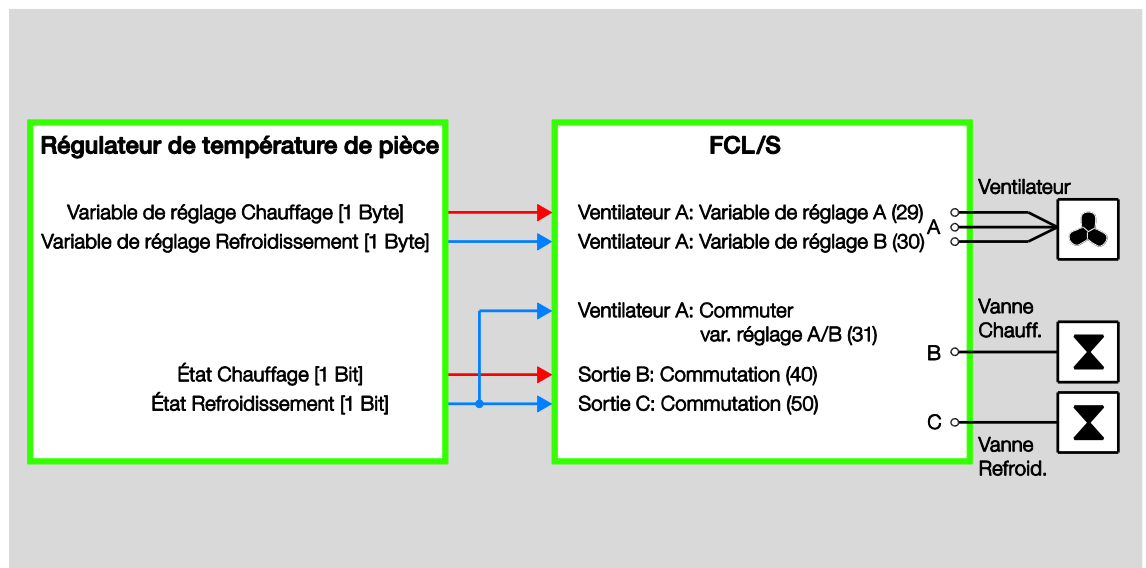 Régulateur de température de pièce
Variable de réglage Chauffage [1 Byte]
Variable de réglage Refroidissement [1 Byte]
État Chauffage [1 Bit]
État Refroidissement [1 Bit]
FCL/S
Ventilateur A: Variable de réglage A (29)
Ventilateur A: Variable de réglage B (30)
Ventilateur A: Commuter
var. réglage A/B (31)
Sortie B: Commutation (40)
Sortie C: Commutation (50)
A
B
C
Ventilateur
Vanne
Chauff.
Vanne
Refroid.